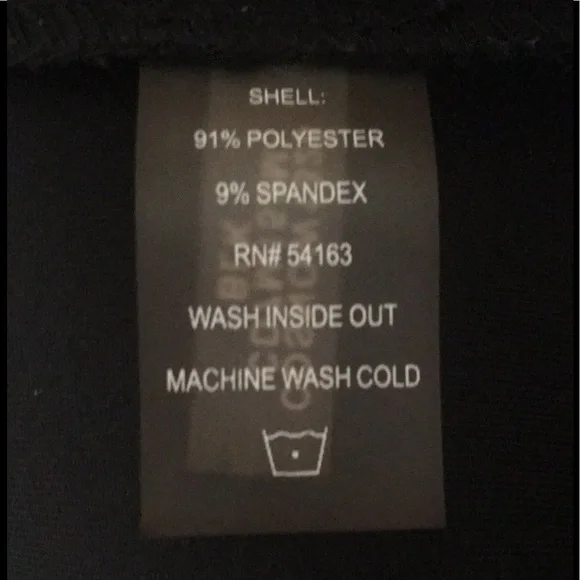 SHELL:
91% POLYESTER
9% SPANDEX
RN# 54163
WASH INSIDE OUT
MACHINE WASH COLD